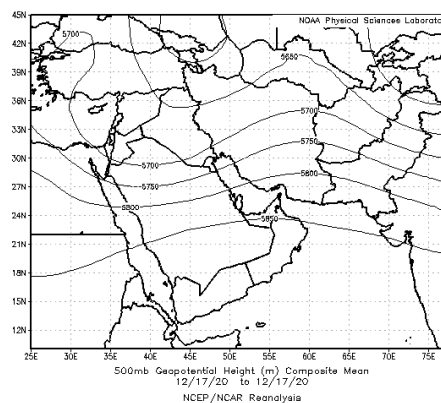 NOAA Physical Sciences Laborato
45N
42N
39N
36N
33N
30N
27N
24N
21N
18N
15N
12N
5700
5650
5700
5750
5800
5700
5750
5800
5850
25E 30E 35E 40E 45E 50E 55E 60E 65E 70E 75E
500mb Geopotential Height (m) Composite Mean
12/17/20 to 12/17/20
NCEP/NCAR Reanalysis